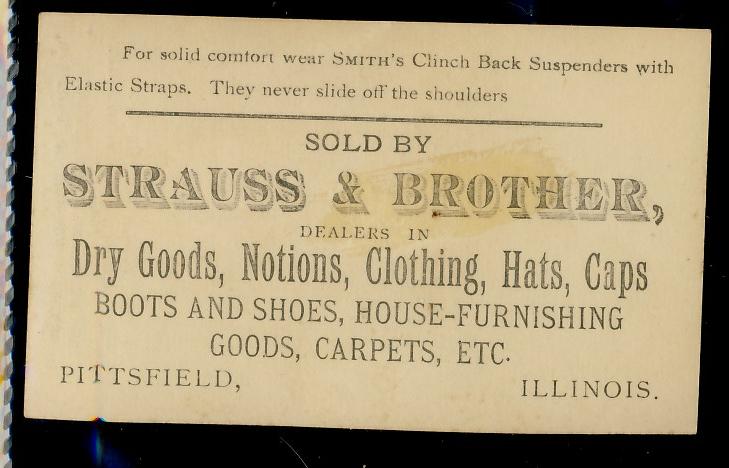 For solid comfort wear SMITH'S Clinch Back Suspenders with
Elastic Straps. They never slide off the shoulders
SOLD BY
STRAUSS & BROTHER,
DEALERS IN
Dry Goods, Notions, Clothing, Hats, Caps
BOOTS AND SHOES, HOUSE-FURNISHING
GOODS, CARPETS, ETC.
PITTSFIELD, ILLINOIS.